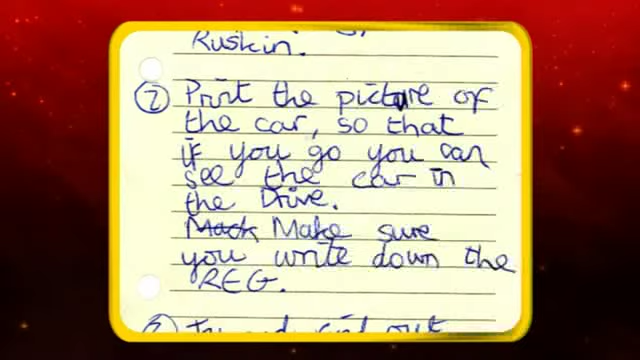 Ruskin.
② Print the picture of
the car, so that
if you go you can
see the car in
the Drive.
Mack Make sure
you write down the
REG.
out